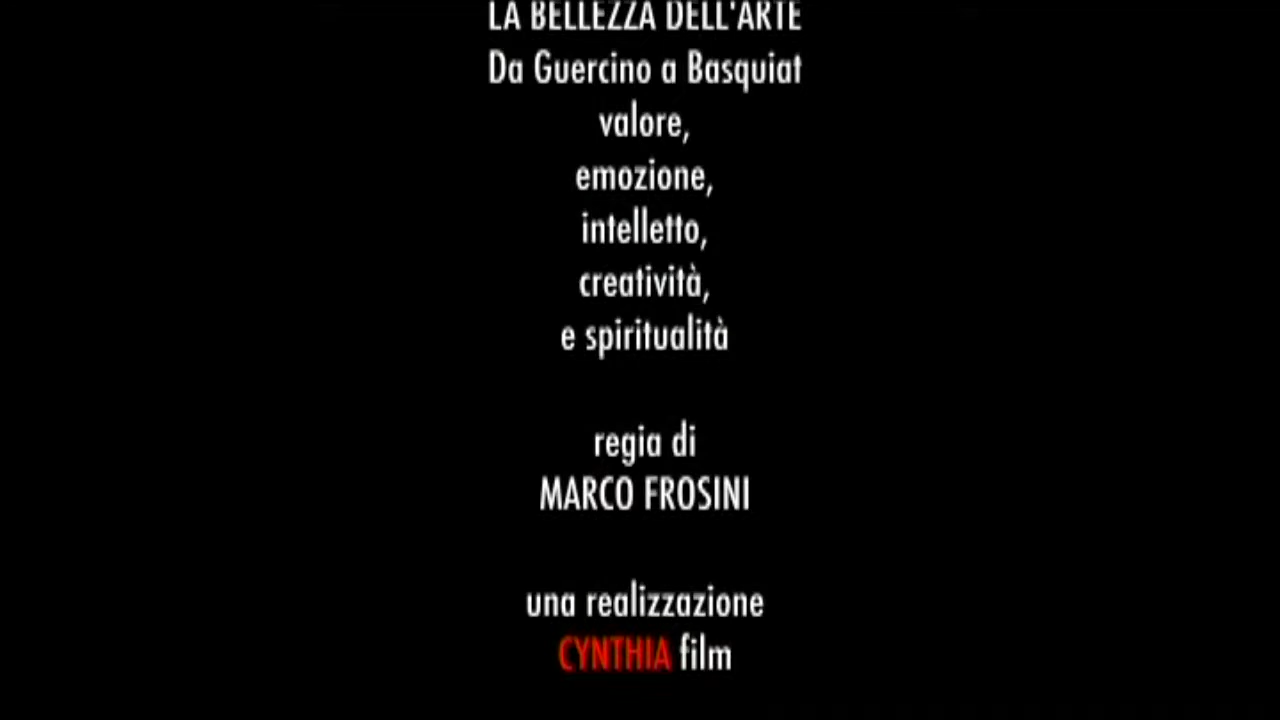 LA BELLEZZA DELL'ARTE
Da Guercino a Basquiat
valore,
emozione,
intelletto,
creatività,
e spiritualità
regia di
MARCO FROSINI
una realizzazione
CYNTHIA film